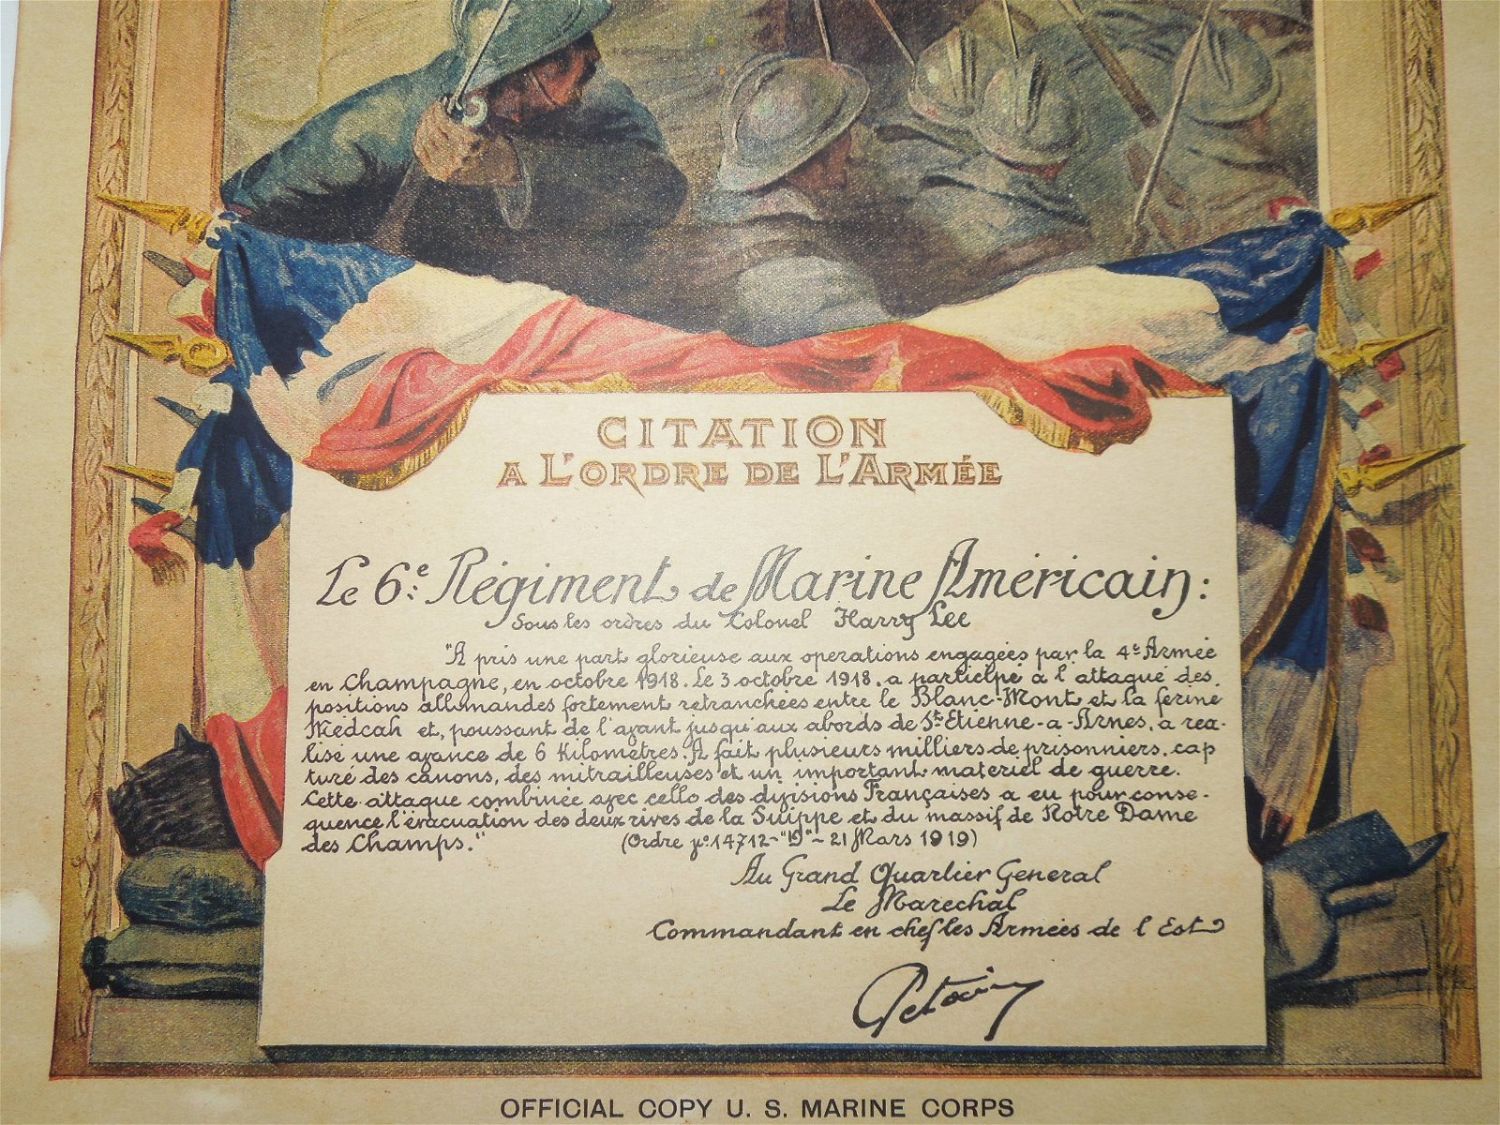 CITATION
A L'ORDRE DE L'ARMÉE
Le 6e: Régiment de Marine Américain:
Sous les ordres du Colonel Harry Lee
"A pris une part glorieuse aux operations engagées par la 4e Armée
en Champagne, en octobre 1918. Le 3 octobre 1918. a participé a l'attaque des
positions allemandes fortement retranchées entre le Blanc-Mont et la ferme
Medcah et, poussant de l'avant jusqu'aux abords de St Etienne-a-Arnes, a rea-
lisé une avance de 6 Kilometres. A fait plusieurs milliers de prisonniers, cap
turé des canons, des mitrailleuses et un important materiel de guerre.
Cette attaque combinée avec celle des divisions Françaises a eu pour conse-
quence l'évacuation des deux rives de la Suippe et du massif de Notre Dame
des Champs."
(Ordre No 14712-"D"- 21 Mars 1919)
Au Grand Quartier General
Le Marechal
Commandant en chef les Armées de l'Est
Petain
OFFICIAL COPY U. S. MARINE CORPS